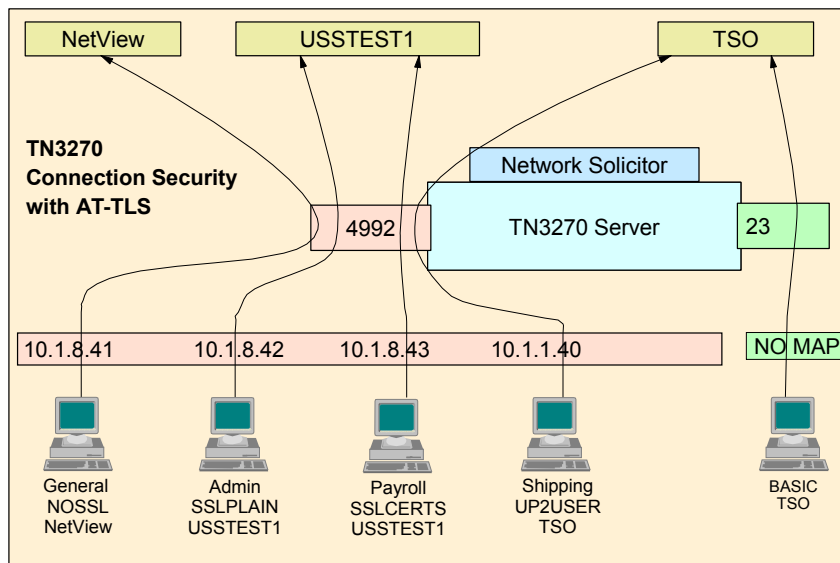 NetView
USSTEST1
TSO
TN3270
Connection Security
with AT-TLS
Network Solicitor
4992
TN3270 Server
23
10.1.8.41
10.1.8.42
10.1.8.43
10.1.1.40
NO MAP
General
NOSSL
NetView
Admin
SSLPLAIN
USSTEST1
Payroll
SSLCERTS
USSTEST1
Shipping
UP2USER
TSO
BASIC
TSO